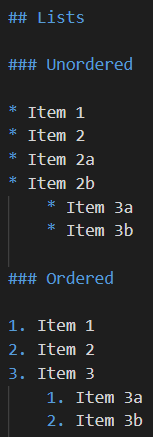 ## Lists
### Unordered
* Item 1
* Item 2
* Item 2a
* Item 2b
    * Item 3a
    * Item 3b
### Ordered
1. Item 1
2. Item 2
3. Item 3
    1. Item 3a
    2. Item 3b